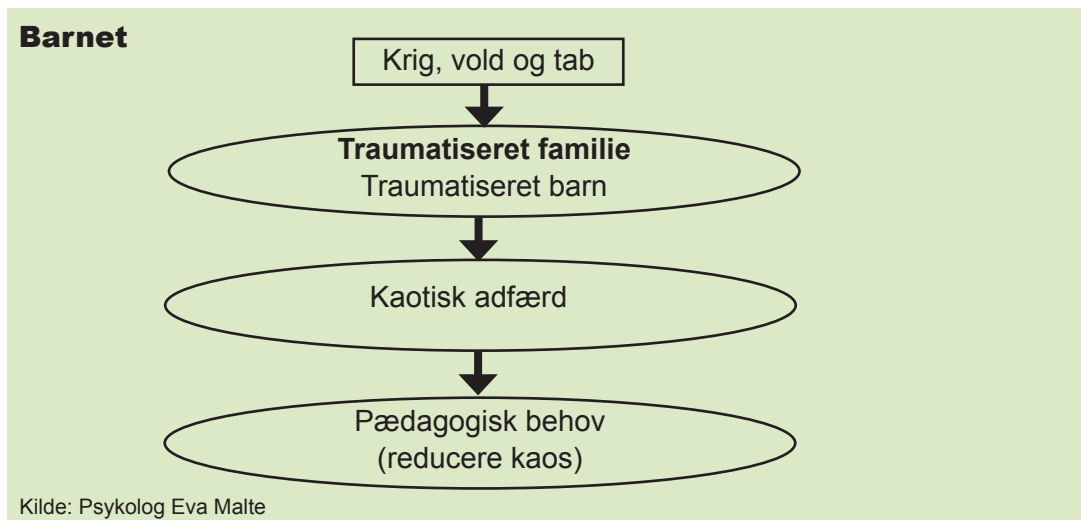 Barnet
Krig, vold og tab
Traumatiseret familie
Traumatiseret barn
Kaotisk adfærd
Pædagogisk behov
(reducere kaos)
Kilde: Psykolog Eva Malte